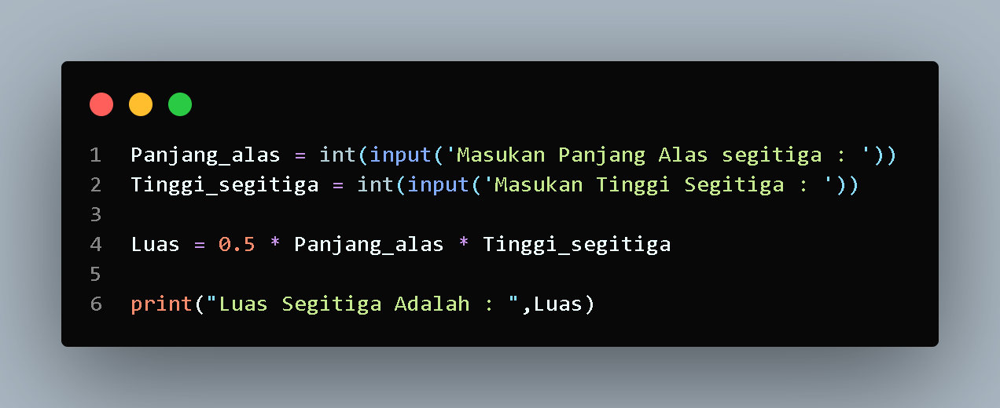 1 Panjang_alas = int(input('Masukan Panjang Alas segitiga : '))
2 Tinggi_segitiga = int(input('Masukan Tinggi Segitiga : '))
3
4 Luas = 0.5 * Panjang_alas * Tinggi_segitiga
5
6 print("Luas Segitiga Adalah : ",Luas)